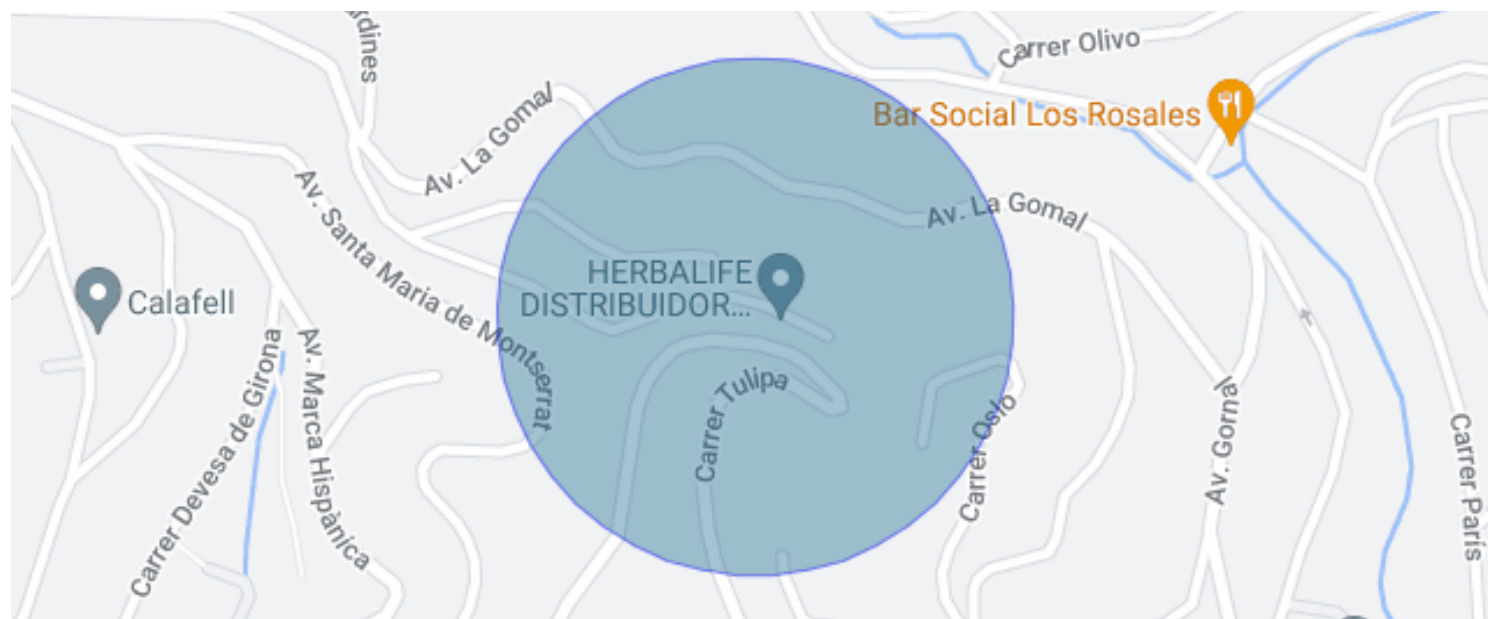 rdines
Carrer Olivo
Bar Social Los Rosales
Av. La Gomal
Av. La Gomal
Av. Santa Maria de Montserrat
HERBALIFE
DISTRIBUIDOR...
Calafell
Carrer Devesa de Girona
Av. Marca Hispànica
Carrer Tulipa
Carrer Oslo
Av. Gornal
Carrer París